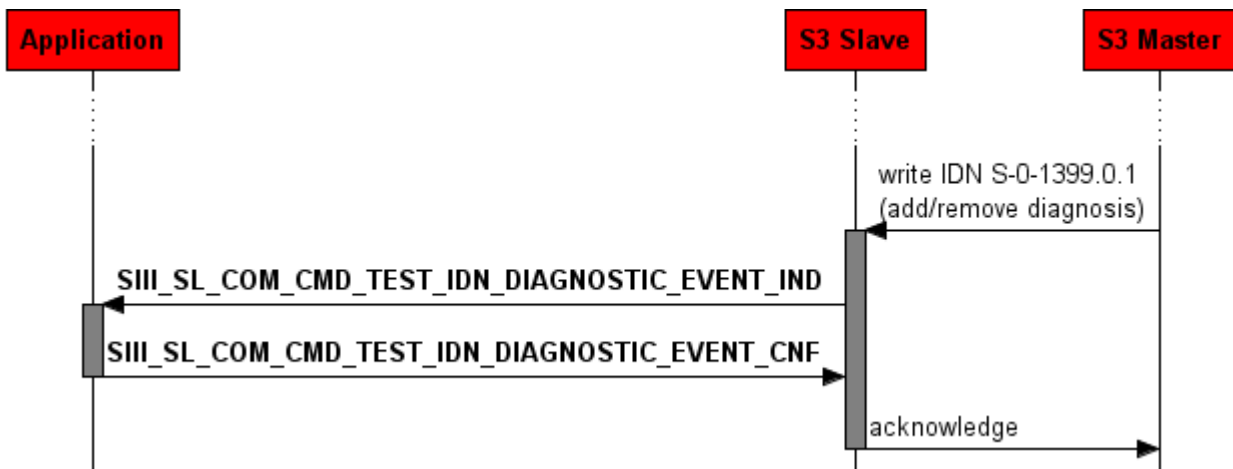 Application
S3 Slave
S3 Master
write IDN S-0-1399.0.1
(add/remove diagnosis)
SIII_SL_COM_CMD_TEST_IDN_DIAGNOSTIC_EVENT_IND
SIII_SL_COM_CMD_TEST_IDN_DIAGNOSTIC_EVENT_CNF
acknowledge